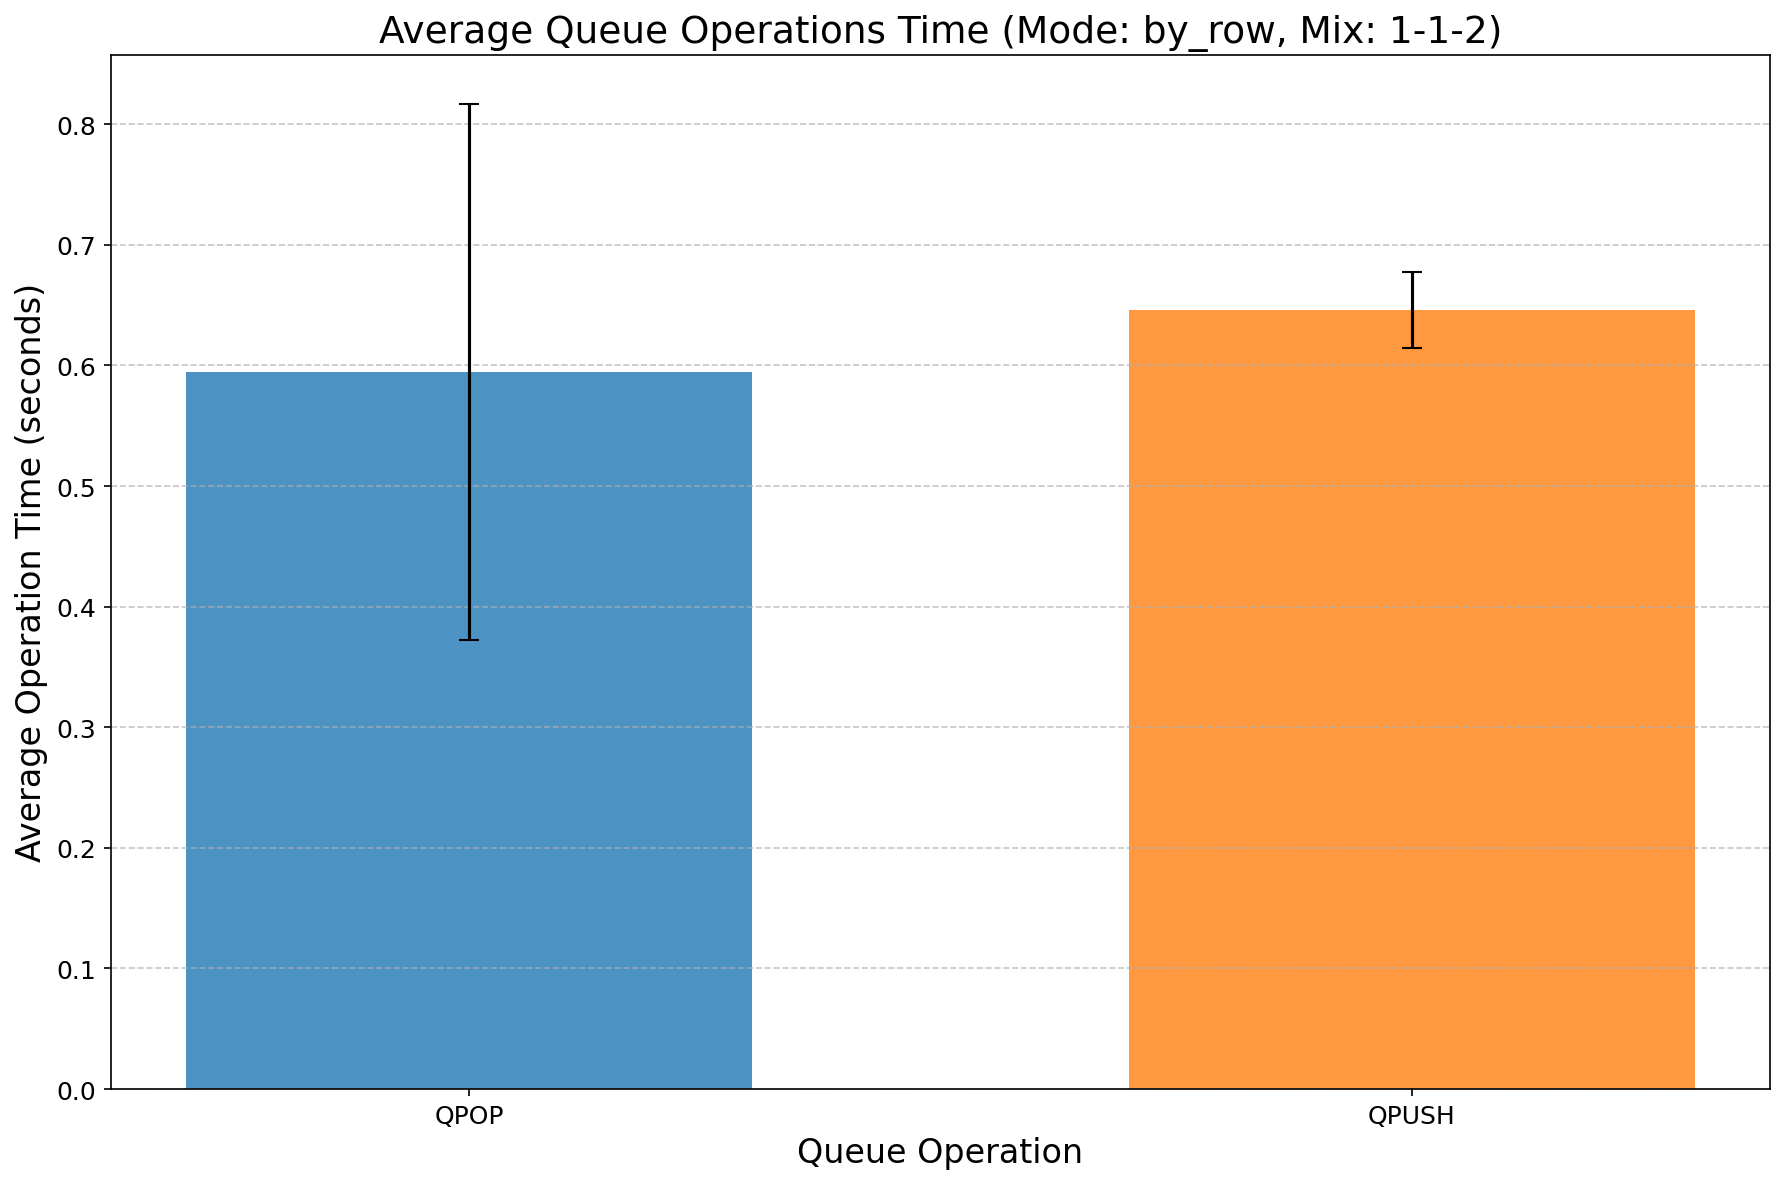 Average Queue Operations Time (Mode: by_row, Mix: 1-1-2)
Average Operation Time (seconds)
0.8
0.7
0.6
0.5
0.4
0.3
0.2
0.1
0.0
QPOP
QPUSH
Queue Operation